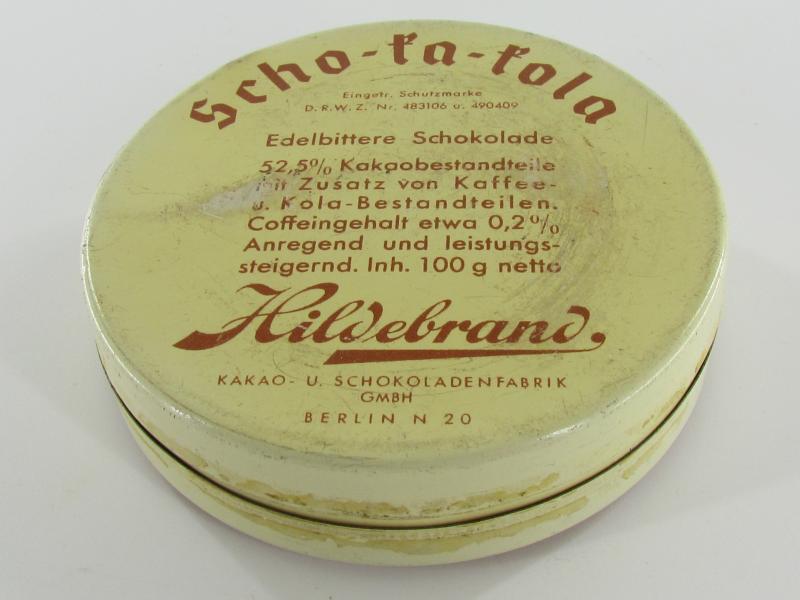 Scho-ka-kola
Eingetr. Schutzmarke
D.R.W.Z. Nr. 483106 u. 490409
Edelbittere Schokolade
52,5% Kakaobestandteile
mit Zusatz von Kaffee-
u. Kola-Bestandteilen.
Coffeingehalt etwa 0,2%
Anregend und leistungs-
steigernd. Inh. 100 g netto
Hildebrand.
KAKAO- U. SCHOKOLADENFABRIK
GMBH
BERLIN N 20